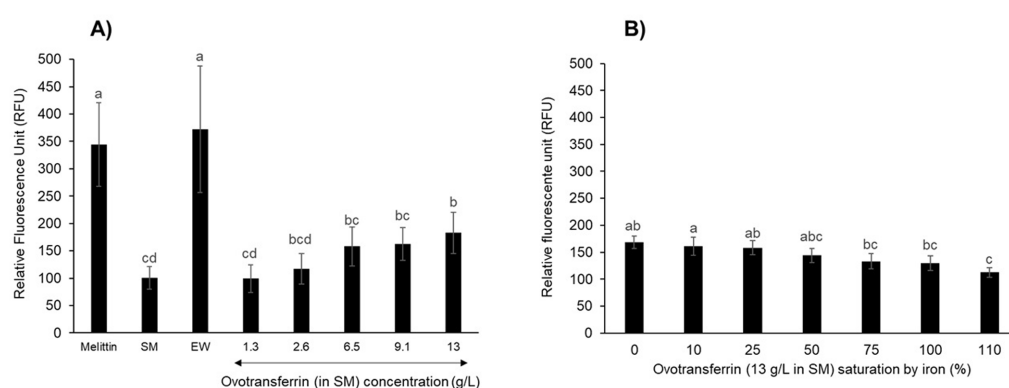 A)
Relative Fluorescence Unit (RFU)
500
450
400
350
300
250
200
150
100
50
0
a
cd
a
cd
bcd
bc
bc
b
Melittin SM EW 1.3 2.6 6.5 9.1 13
Ovotransferrin (in SM) concentration (g/L)
B)
Relative fluorescente unit (RFU)
500
450
400
350
300
250
200
150
100
50
0
ab a ab abc bc bc c
0 10 25 50 75 100 110
Ovotransferrin (13 g/L in SM) saturation by iron (%)